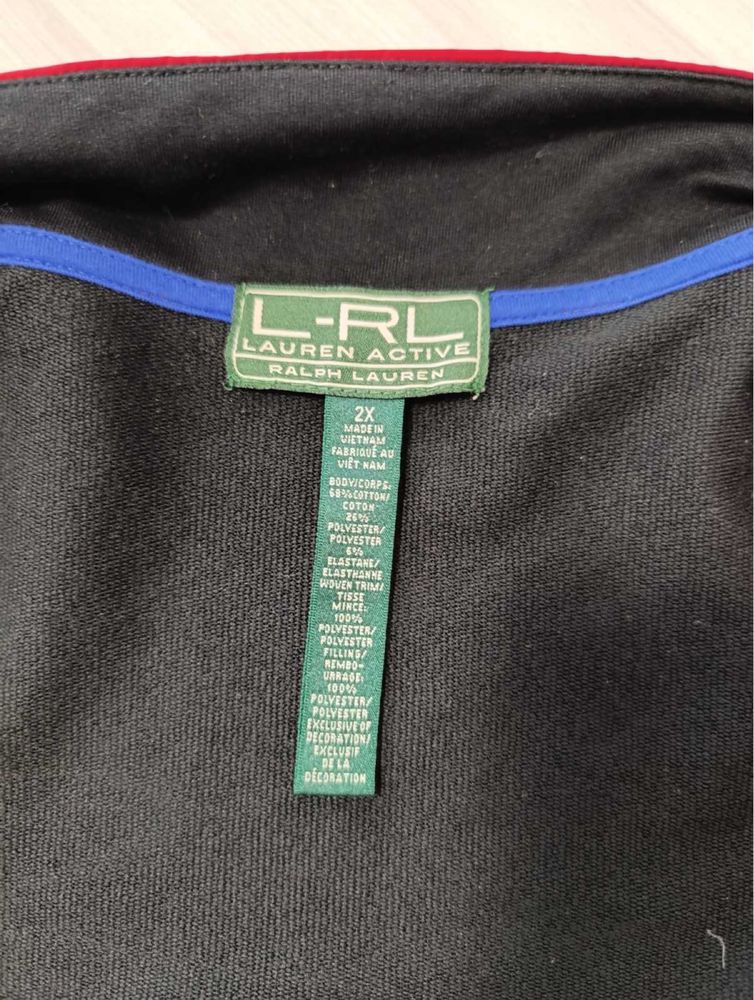 L-RL
LAUREN ACTIVE
RALPH LAUREN
2X
MADE IN
VIETNAM
FABRIQUÉ AU
VIÊT NAM
BODY/CORPS:
68% COTTON/
COTON
26%
POLYESTER/
POLYESTER
6%
ELASTANE/
ELASTHANNE
WOVEN TRIM/
TISSE
MINCE:
100%
POLYESTER/
POLYESTER
FILLING/
REMBO-
URRAGE:
100%
POLYESTER/
POLYESTER
EXCLUSIVE OF
DECORATION/
EXCLUSIF
DE LA
DÉCORATION